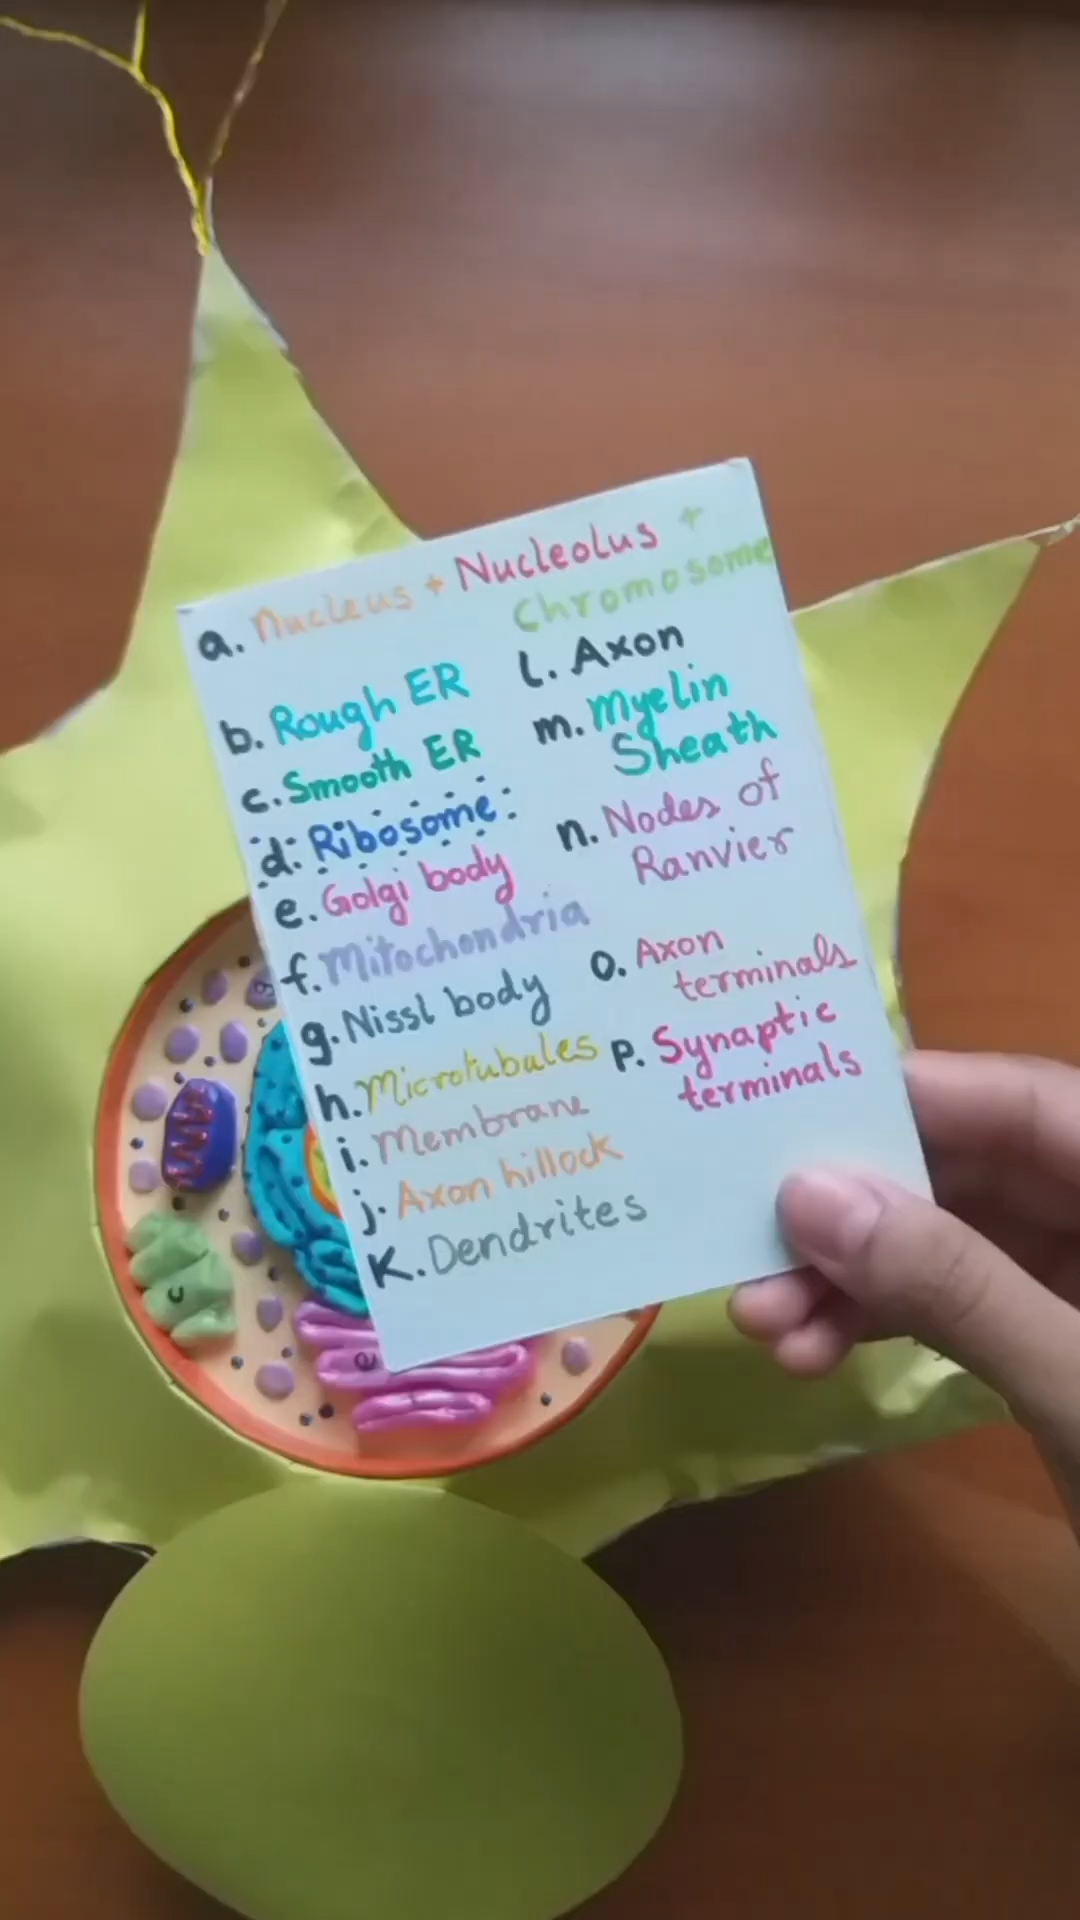 a. Nucleus + Nucleolus +
Chromosome
b. Rough ER
c. Smooth ER
d. Ribosome
e. Golgi body
f. Mitochondria
g. Nissl body
h. Microtubules
i. Membrane
j. Axon hillock
K. Dendrites
l. Axon
m. Myelin
Sheath
n. Nodes of
Ranvier
o. Axon
terminals
p. Synaptic
terminals
c
e